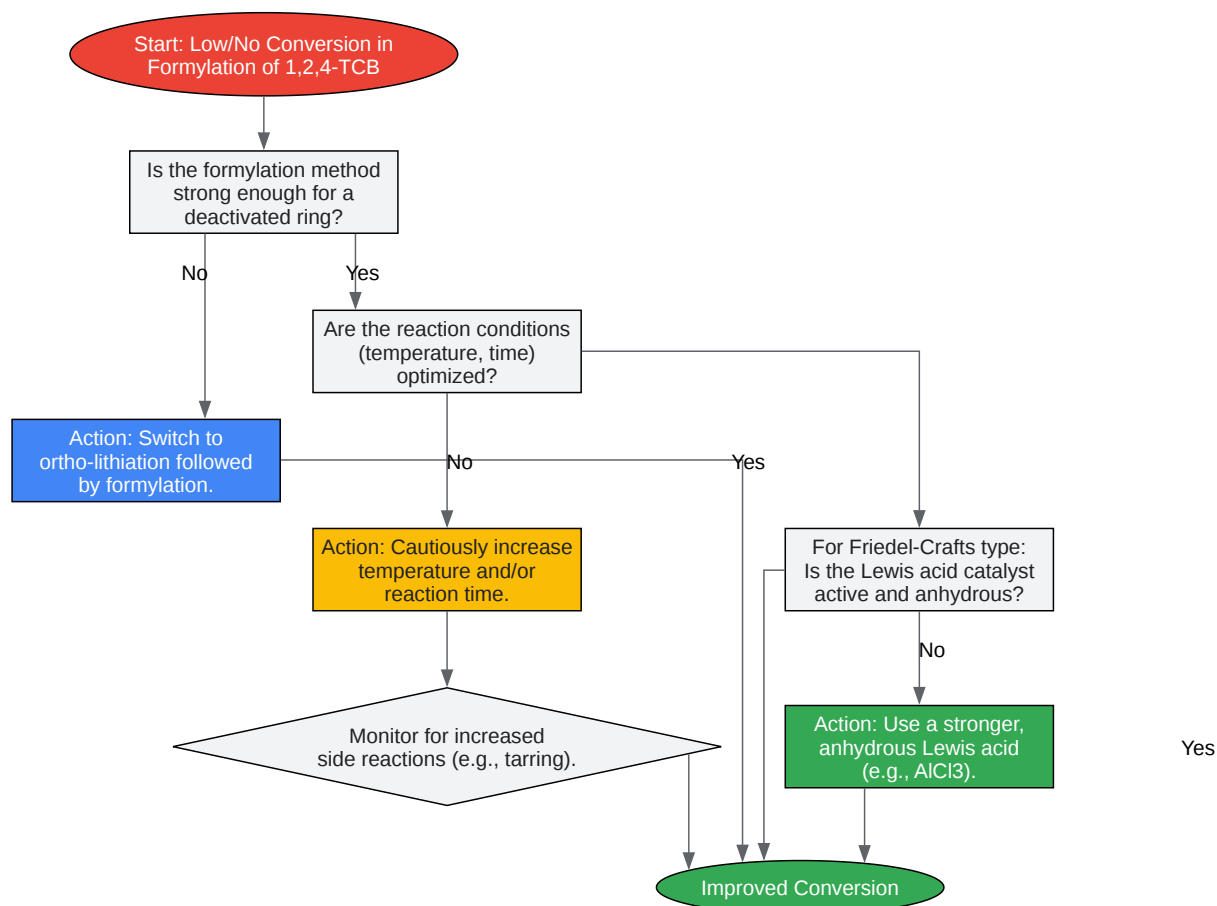 Start: Low/No Conversion in
Formylation of 1,2,4-TCB
Is the formylation method
strong enough for a
deactivated ring?
No
Yes
Are the reaction conditions
(temperature, time)
optimized?
Action: Switch to
ortho-lithiation followed
by formylation.
No
Yes
Action: Cautiously increase
temperature and/or
reaction time.
For Friedel-Crafts type:
Is the Lewis acid catalyst
active and anhydrous?
No
Monitor for increased
side reactions (e.g., tarring).
Action: Use a stronger,
anhydrous Lewis acid
(e.g., AlCl3).
Yes
Improved Conversion